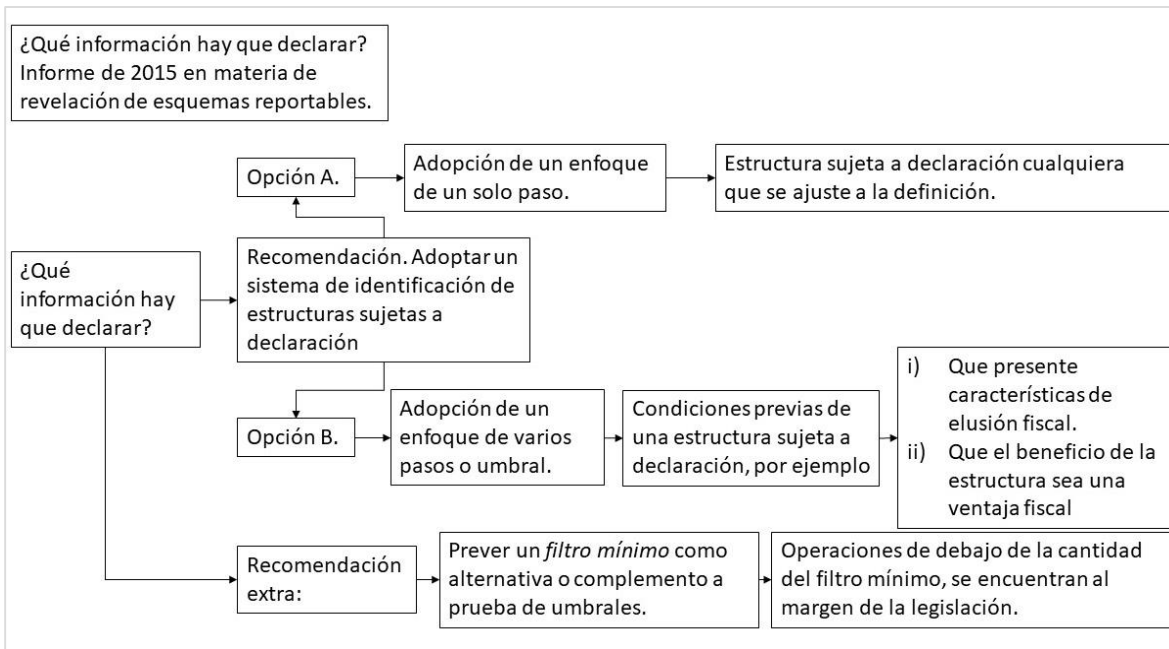 ¿Qué información hay que declarar?
Informe de 2015 en materia de
revelación de esquemas reportables.
Opción A.
Adopción de un enfoque
de un solo paso.
Estructura sujeta a declaración cualquiera
que se ajuste a la definición.
¿Qué
información hay
que declarar?
Recomendación. Adoptar un
sistema de identificación de
estructuras sujetas a
declaración
Opción B.
Adopción de un
enfoque de varios
pasos o umbral.
Condiciones previas de
una estructura sujeta a
declaración, por ejemplo
i) Que presente
características de
elusión fiscal.
ii) Que el beneficio de la
estructura sea una
ventaja fiscal
Recomendación
extra:
Prever un filtro mínimo como
alternativa o complemento a
prueba de umbrales.
Operaciones de debajo de la cantidad
del filtro mínimo, se encuentran al
margen de la legislación.